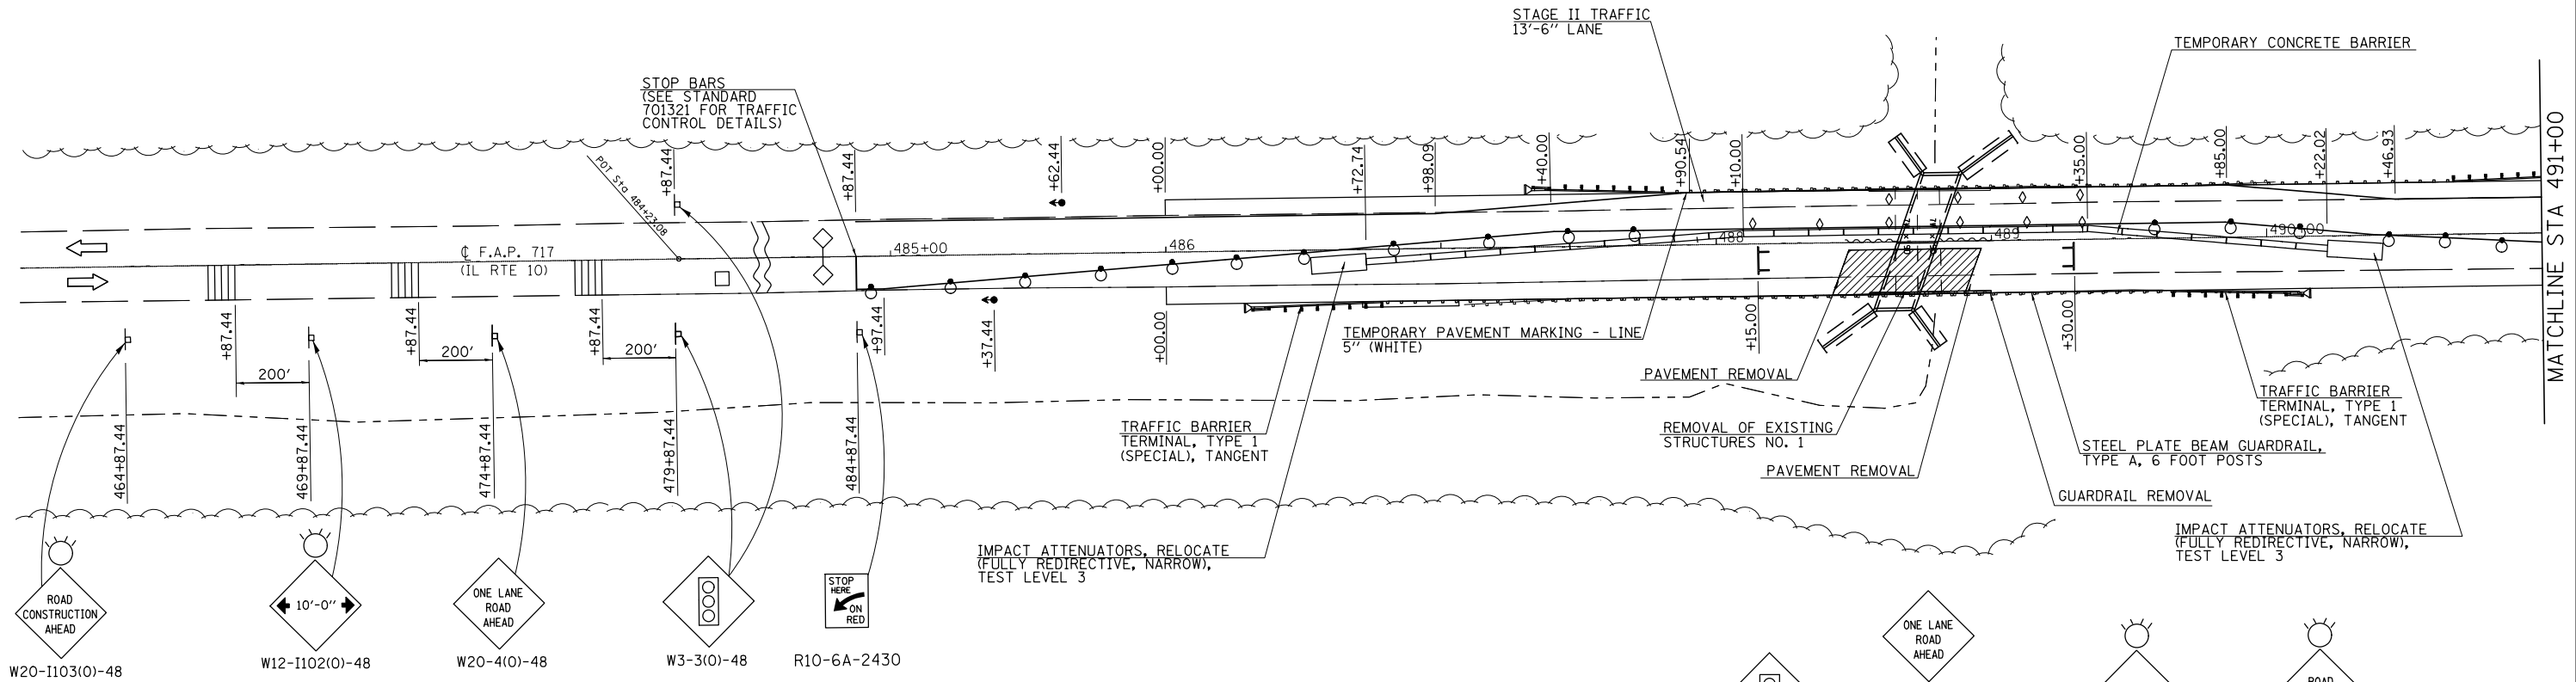 STAGE II TRAFFIC
13'-6" LANE
TEMPORARY CONCRETE BARRIER
STOP BARS
(SEE STANDARD
701321 FOR TRAFFIC
CONTROL DETAILS)
POT Sta 484+23.08
+87.44
+87.44
+62.44
+00.00
+72.74
+98.09
+40.00
+90.54
+10.00
+35.00
+85.00
+22.02
+46.93
MATCHLINE STA 491+00
℄ F.A.P. 717
(IL RTE 10)
485+00
486
488
489
490+00
+87.44
200'
+87.44
200'
+87.44
200'
+97.44
+37.44
+00.00
+15.00
+30.00
TEMPORARY PAVEMENT MARKING - LINE
5" (WHITE)
PAVEMENT REMOVAL
REMOVAL OF EXISTING
STRUCTURES NO. 1
PAVEMENT REMOVAL
TRAFFIC BARRIER
TERMINAL, TYPE 1
(SPECIAL), TANGENT
TRAFFIC BARRIER
TERMINAL, TYPE 1
(SPECIAL), TANGENT
STEEL PLATE BEAM GUARDRAIL,
TYPE A, 6 FOOT POSTS
GUARDRAIL REMOVAL
464+87.44
469+87.44
474+87.44
479+87.44
484+87.44
IMPACT ATTENUATORS, RELOCATE
(FULLY REDIRECTIVE, NARROW),
TEST LEVEL 3
IMPACT ATTENUATORS, RELOCATE
(FULLY REDIRECTIVE, NARROW),
TEST LEVEL 3
ROAD
CONSTRUCTION
AHEAD
W20-I103(O)-48
10'-0"
W12-I102(O)-48
ONE LANE
ROAD
AHEAD
W20-4(O)-48
W3-3(O)-48
STOP
HERE
ON
RED
R10-6A-2430
ONE LANE
ROAD
AHEAD
ROAD